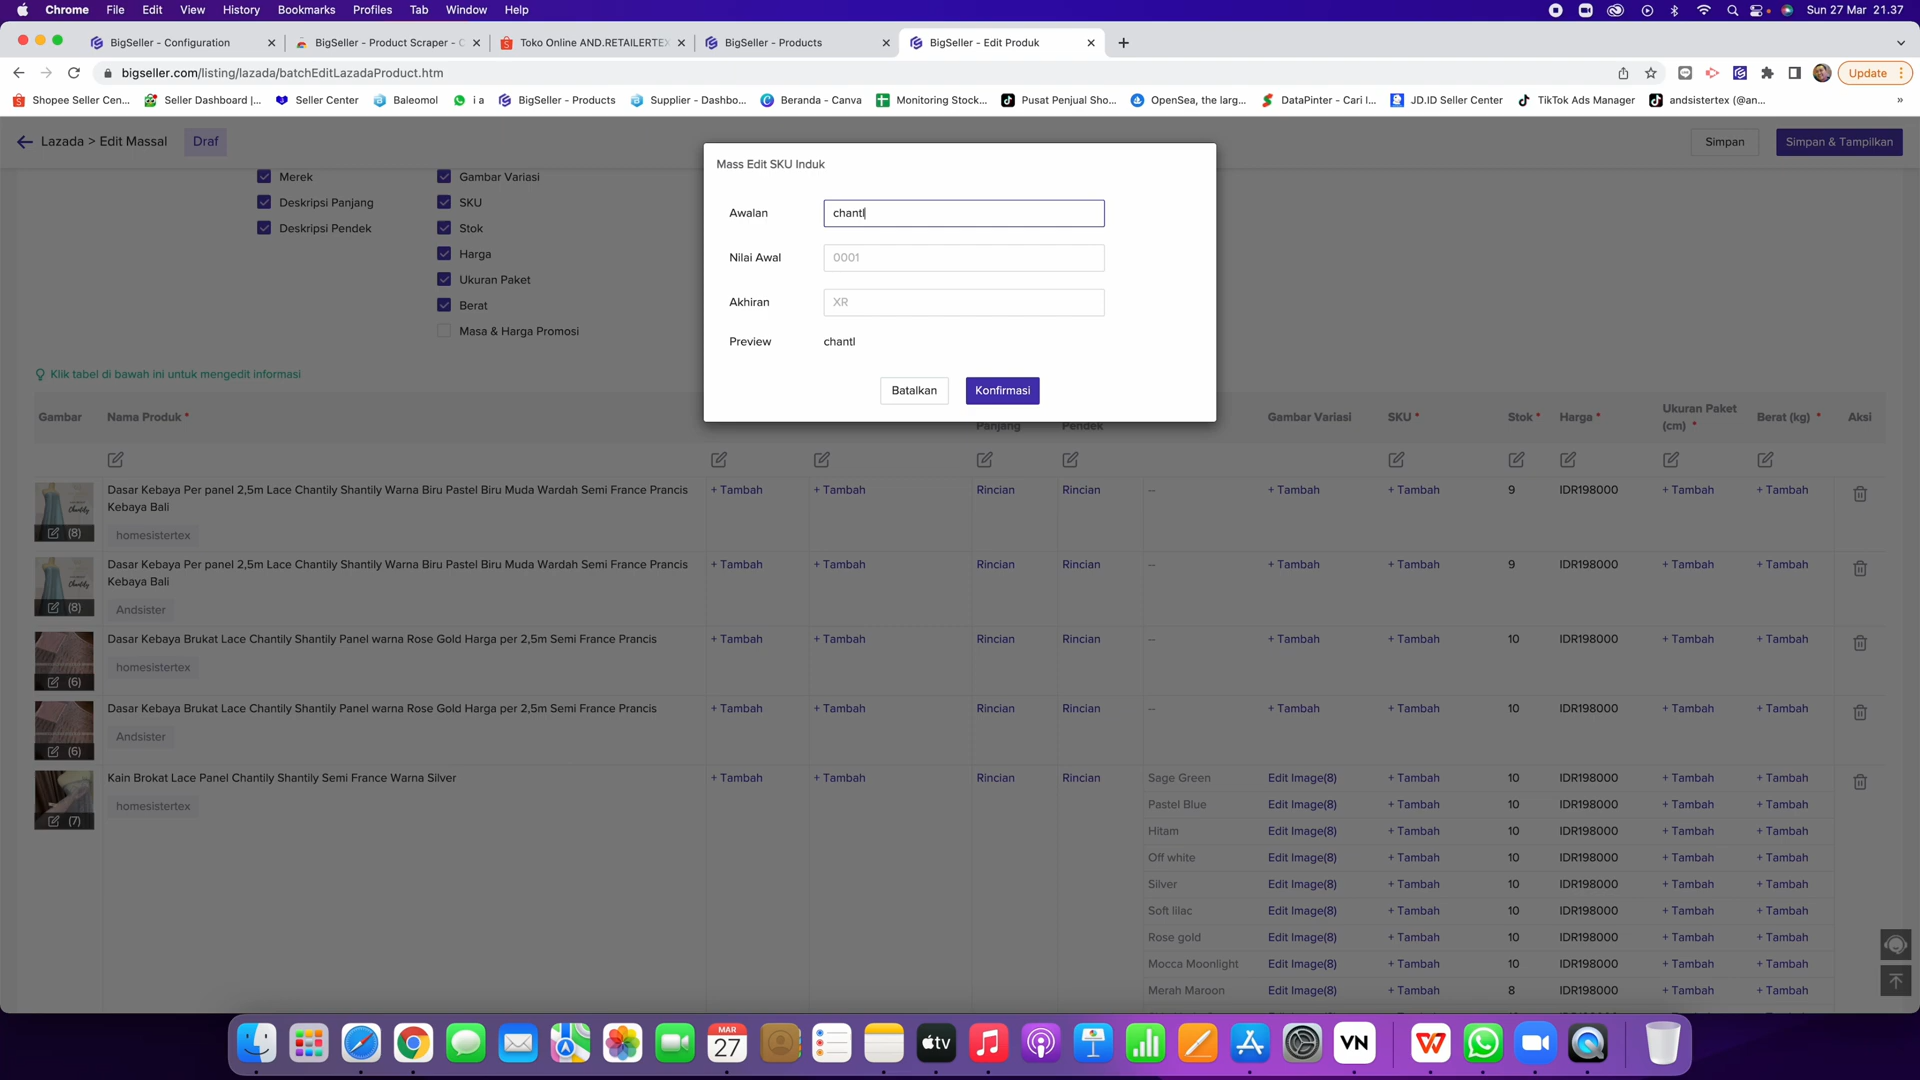 Chrome File Edit View History Bookmarks Profiles Tab Window Help Sun 27 Mar 21.37
BigSeller - Configuration BigSeller - Product Scraper - C Toko Online AND.RETAILERTEX BigSeller - Products BigSeller - Edit Produk
bigseller.com/listing/lazada/batchEditLazadaProduct.htm Update
Shopee Seller Cen... Seller Dashboard |... Seller Center Baleomol i a BigSeller - Products Supplier - Dashbo... Beranda - Canva Monitoring Stock... Pusat Penjual Sho... OpenSea, the larg... DataPinter - Cari I... JD.ID Seller Center TikTok Ads Manager andsistertex (@an...
Lazada > Edit Massal Draf Simpan Simpan & Tampilkan
Mass Edit SKU Induk
Merek Gambar Variasi
Deskripsi Panjang SKU
Deskripsi Pendek Stok
Harga
Ukuran Paket
Berat
Masa & Harga Promosi
Awalan chantl
Nilai Awal 0001
Akhiran XR
Preview chantl
Batalkan Konfirmasi
Klik tabel di bawah ini untuk mengedit informasi
Gambar Nama Produk * Panjang Pendek Gambar Variasi SKU * Stok * Harga * Ukuran Paket (cm) * Berat (kg) * Aksi
Dasar Kebaya Per panel 2,5m Lace Chantily Shantily Warna Biru Pastel Biru Muda Wardah Semi France Prancis + Tambah + Tambah Rincian Rincian -- + Tambah + Tambah 9 IDR198000 + Tambah + Tambah
Kebaya Bali
Chantily
(8) homesistertex
Dasar Kebaya Per panel 2,5m Lace Chantily Shantily Warna Biru Pastel Biru Muda Wardah Semi France Prancis + Tambah + Tambah Rincian Rincian -- + Tambah + Tambah 9 IDR198000 + Tambah + Tambah
Kebaya Bali
Chantily
(8) Andsister
Dasar Kebaya Brukat Lace Chantily Shantily Panel warna Rose Gold Harga per 2,5m Semi France Prancis + Tambah + Tambah Rincian Rincian -- + Tambah + Tambah 10 IDR198000 + Tambah + Tambah
homesistertex
(6)
Dasar Kebaya Brukat Lace Chantily Shantily Panel warna Rose Gold Harga per 2,5m Semi France Prancis + Tambah + Tambah Rincian Rincian -- + Tambah + Tambah 10 IDR198000 + Tambah + Tambah
Andsister
(6)
Kain Brokat Lace Panel Chantily Shantily Semi France Warna Silver + Tambah + Tambah Rincian Rincian Sage Green Edit Image(8) + Tambah 10 IDR198000 + Tambah + Tambah
homesistertex Pastel Blue Edit Image(8) + Tambah 10 IDR198000 + Tambah + Tambah
(7) Hitam Edit Image(8) + Tambah 10 IDR198000 + Tambah + Tambah
Off white Edit Image(8) + Tambah 10 IDR198000 + Tambah + Tambah
Silver Edit Image(8) + Tambah 10 IDR198000 + Tambah + Tambah
Soft lilac Edit Image(8) + Tambah 10 IDR198000 + Tambah + Tambah
Rose gold Edit Image(8) + Tambah 10 IDR198000 + Tambah + Tambah
Mocca Moonlight Edit Image(8) + Tambah 10 IDR198000 + Tambah + Tambah
Merah Maroon Edit Image(8) + Tambah 8 IDR198000 + Tambah + Tambah
MAR
27 tv VN